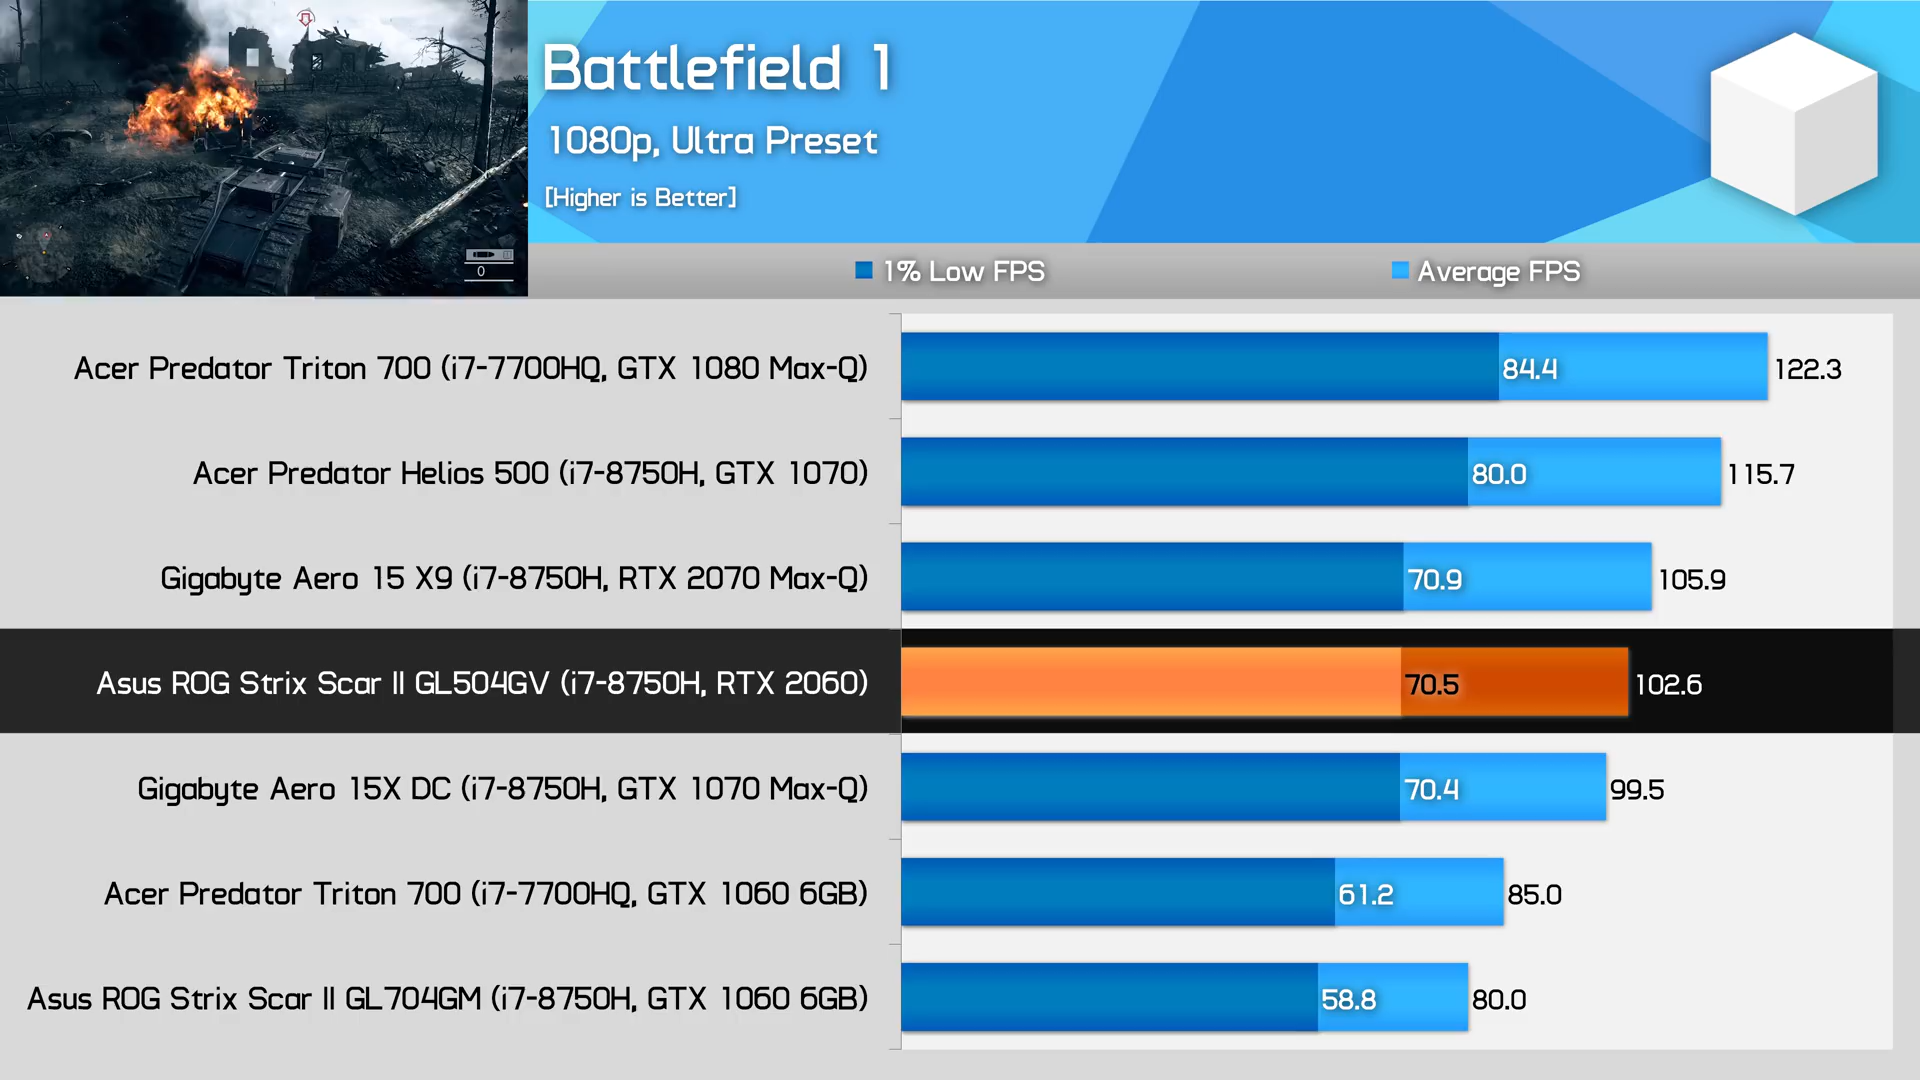 Battlefield 1
1080p, Ultra Preset
[Higher is Better]
0
1% Low FPS
Average FPS
Acer Predator Triton 700 (i7-7700HQ, GTX 1080 Max-Q)
84.4
122.3
Acer Predator Helios 500 (i7-8750H, GTX 1070)
80.0
115.7
Gigabyte Aero 15 X9 (i7-8750H, RTX 2070 Max-Q)
70.9
105.9
Asus ROG Strix Scar II GL504GV (i7-8750H, RTX 2060)
70.5
102.6
Gigabyte Aero 15X DC (i7-8750H, GTX 1070 Max-Q)
70.4
99.5
Acer Predator Triton 700 (i7-7700HQ, GTX 1060 6GB)
61.2
85.0
Asus ROG Strix Scar II GL704GM (i7-8750H, GTX 1060 6GB)
58.8
80.0